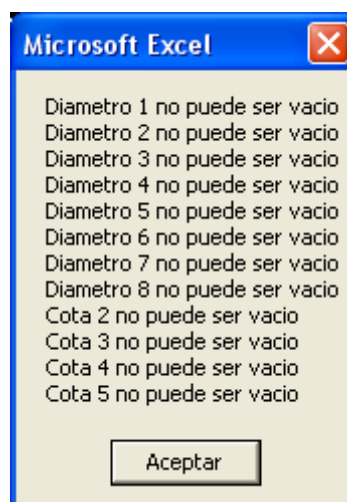 Microsoft Excel
Diametro 1 no puede ser vacio
Diametro 2 no puede ser vacio
Diametro 3 no puede ser vacio
Diametro 4 no puede ser vacio
Diametro 5 no puede ser vacio
Diametro 6 no puede ser vacio
Diametro 7 no puede ser vacio
Diametro 8 no puede ser vacio
Cota 2 no puede ser vacio
Cota 3 no puede ser vacio
Cota 4 no puede ser vacio
Cota 5 no puede ser vacio
Aceptar